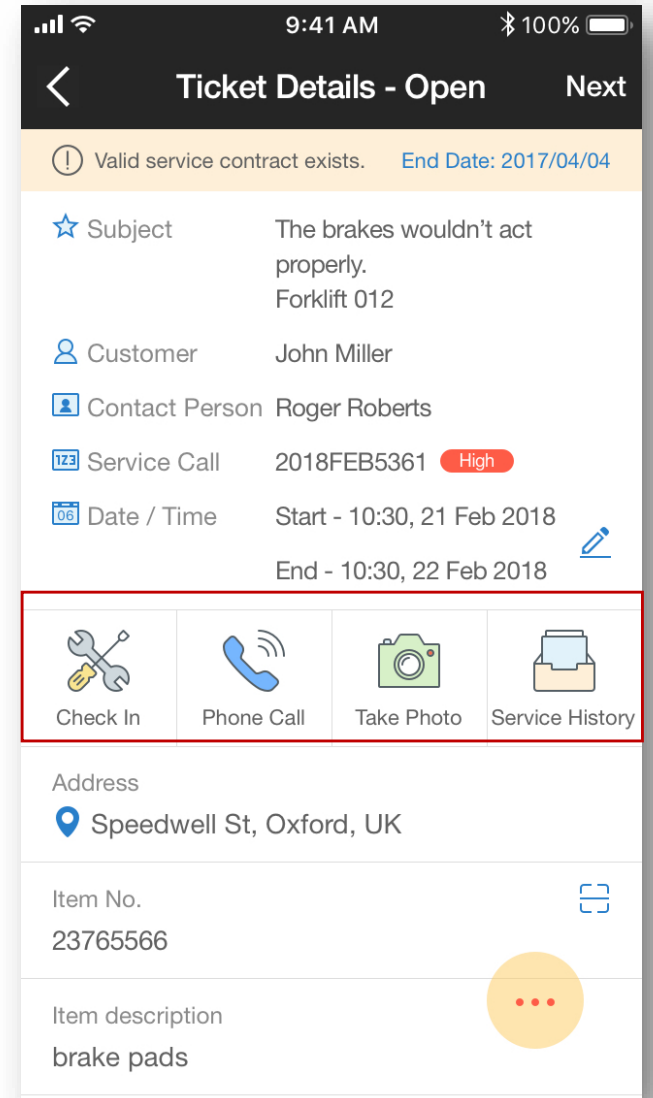 9:41 AM 100%
Ticket Details - Open Next
Valid service contract exists. End Date: 2017/04/04
Subject The brakes wouldn't act
properly.
Forklift 012
Customer John Miller
Contact Person Roger Roberts
123 Service Call 2018FEB5361 High
06 Date / Time Start - 10:30, 21 Feb 2018
End - 10:30, 22 Feb 2018
Check In Phone Call Take Photo Service History
Address
Speedwell St, Oxford, UK
Item No.
23765566
Item description
brake pads